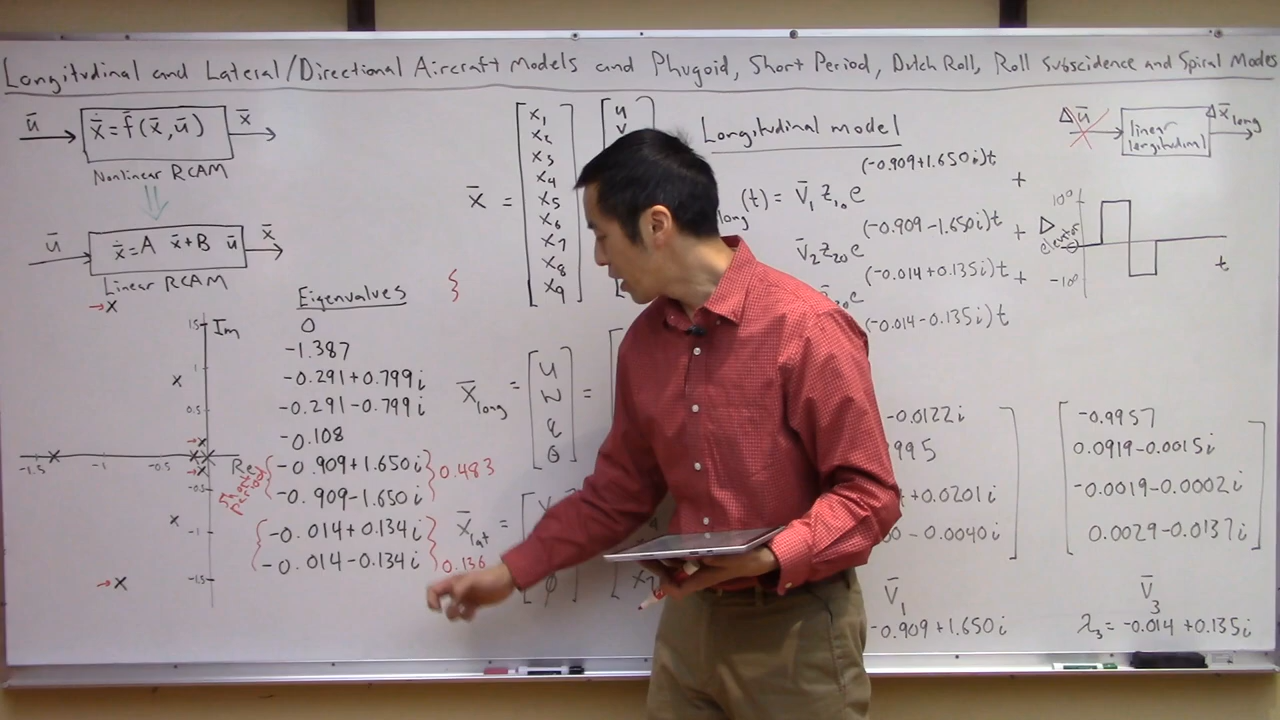 Longitudinal and Lateral/Directional Aircraft Models and Phugoid, Short Period, Dutch Roll, Roll Subscidence and Spiral Modes
ū
ẋ̄ = f̄(x̄, ū)
x̄
Nonlinear RCAM
ū
ẋ̄ = A x̄ + B ū
x̄
Linear RCAM
Im
1.5
1
0.5
-1.5
-1
-0.5
Re
-0.5
-1
-1.5
Eigenvalues
0
-1.387
-0.291+0.799i
-0.291-0.799i
-0.108
-0.909+1.650i
-0.909-1.650i
0.483
-0.014+0.134i
-0.014-0.134i
0.136
Short period
x̄ =
x₁
x₂
x₃
x₄
x₅
x₆
x₇
x₈
x₉
u
v
x̄long =
u
w
q
θ
=
x̄lat =
φ
Longitudinal model
long(t) = V̄₁ z₁₀ e (-0.909+1.650i)t +
V̄₂ z₂₀ e (-0.909-1.650i)t +
(-0.014+0.135i)t +
(-0.014-0.135i)t
Δū
linear longitudinal
Δx̄long
10°
Δ elevator
0
-10°
t
-0.0122i
995
+0.0201i
-0.0040i
V̄₁
-0.909+1.650i
-0.9957
0.0919-0.0015i
-0.0019-0.0002i
0.0029-0.0137i
V̄₃
λ₃ = -0.014+0.135i